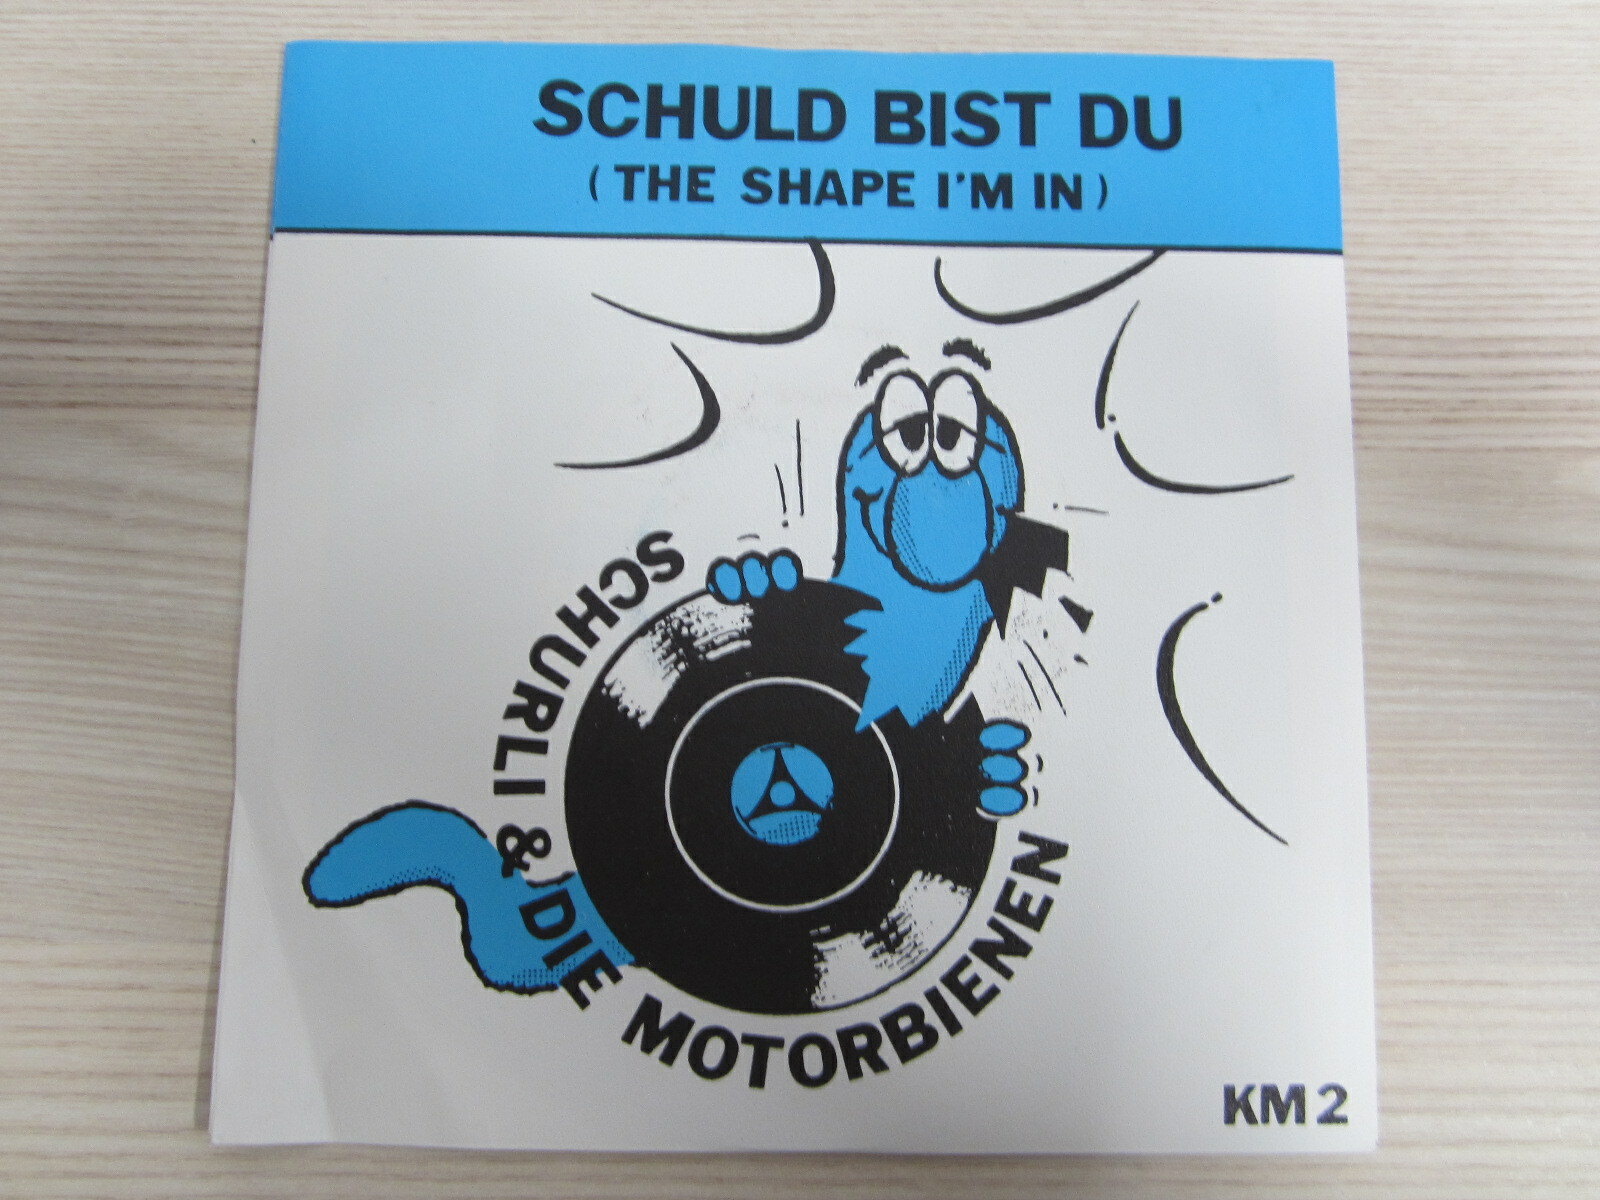 SCHULD BIST DU
(THE SHAPE I'M IN)
SCHURLI & DIE MOTORBIENEN
KM 2